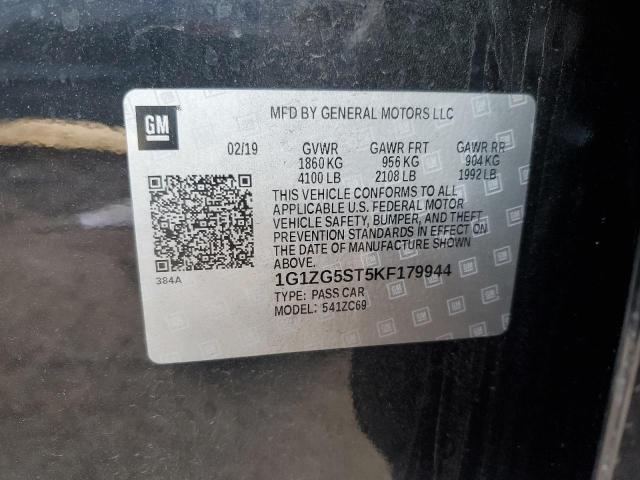 GM
MFD BY GENERAL MOTORS LLC
02/19 GVWR GAWR FRT GAWR RR
1860 KG 956 KG 904 KG
4100 LB 2108 LB 1992 LB
THIS VEHICLE CONFORMS TO ALL
APPLICABLE U.S. FEDERAL MOTOR
VEHICLE SAFETY, BUMPER, AND THEFT
PREVENTION STANDARDS IN EFFECT ON
THE DATE OF MANUFACTURE SHOWN
ABOVE.
384A
1G1ZG5ST5KF179944
TYPE: PASS CAR
MODEL: 541ZC69